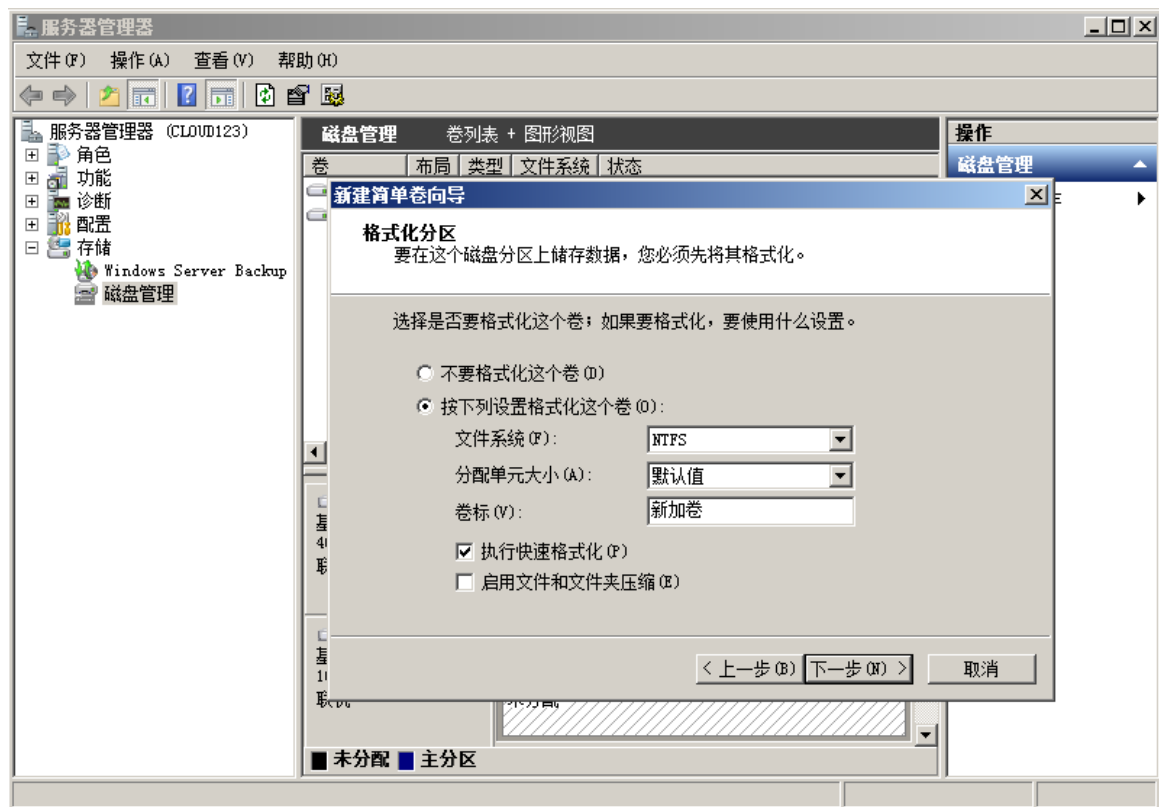 服务器管理器
文件(F) 操作(A) 查看(V) 帮助(H)
服务器管理器 (CLOUD123)
角色
功能
诊断
配置
存储
Windows Server Backup
磁盘管理
磁盘管理 卷列表 + 图形视图
卷 布局 类型 文件系统 状态
操作
磁盘管理
新建简单卷向导
格式化分区
要在这个磁盘分区上储存数据，您必须先将其格式化。
选择是否要格式化这个卷；如果要格式化，要使用什么设置。
不要格式化这个卷(D)
按下列设置格式化这个卷(O):
文件系统(F): NTFS
分配单元大小(A): 默认值
卷标(V): 新加卷
执行快速格式化(P)
启用文件和文件夹压缩(E)
< 上一步(B) 下一步(N) > 取消
未分配 主分区